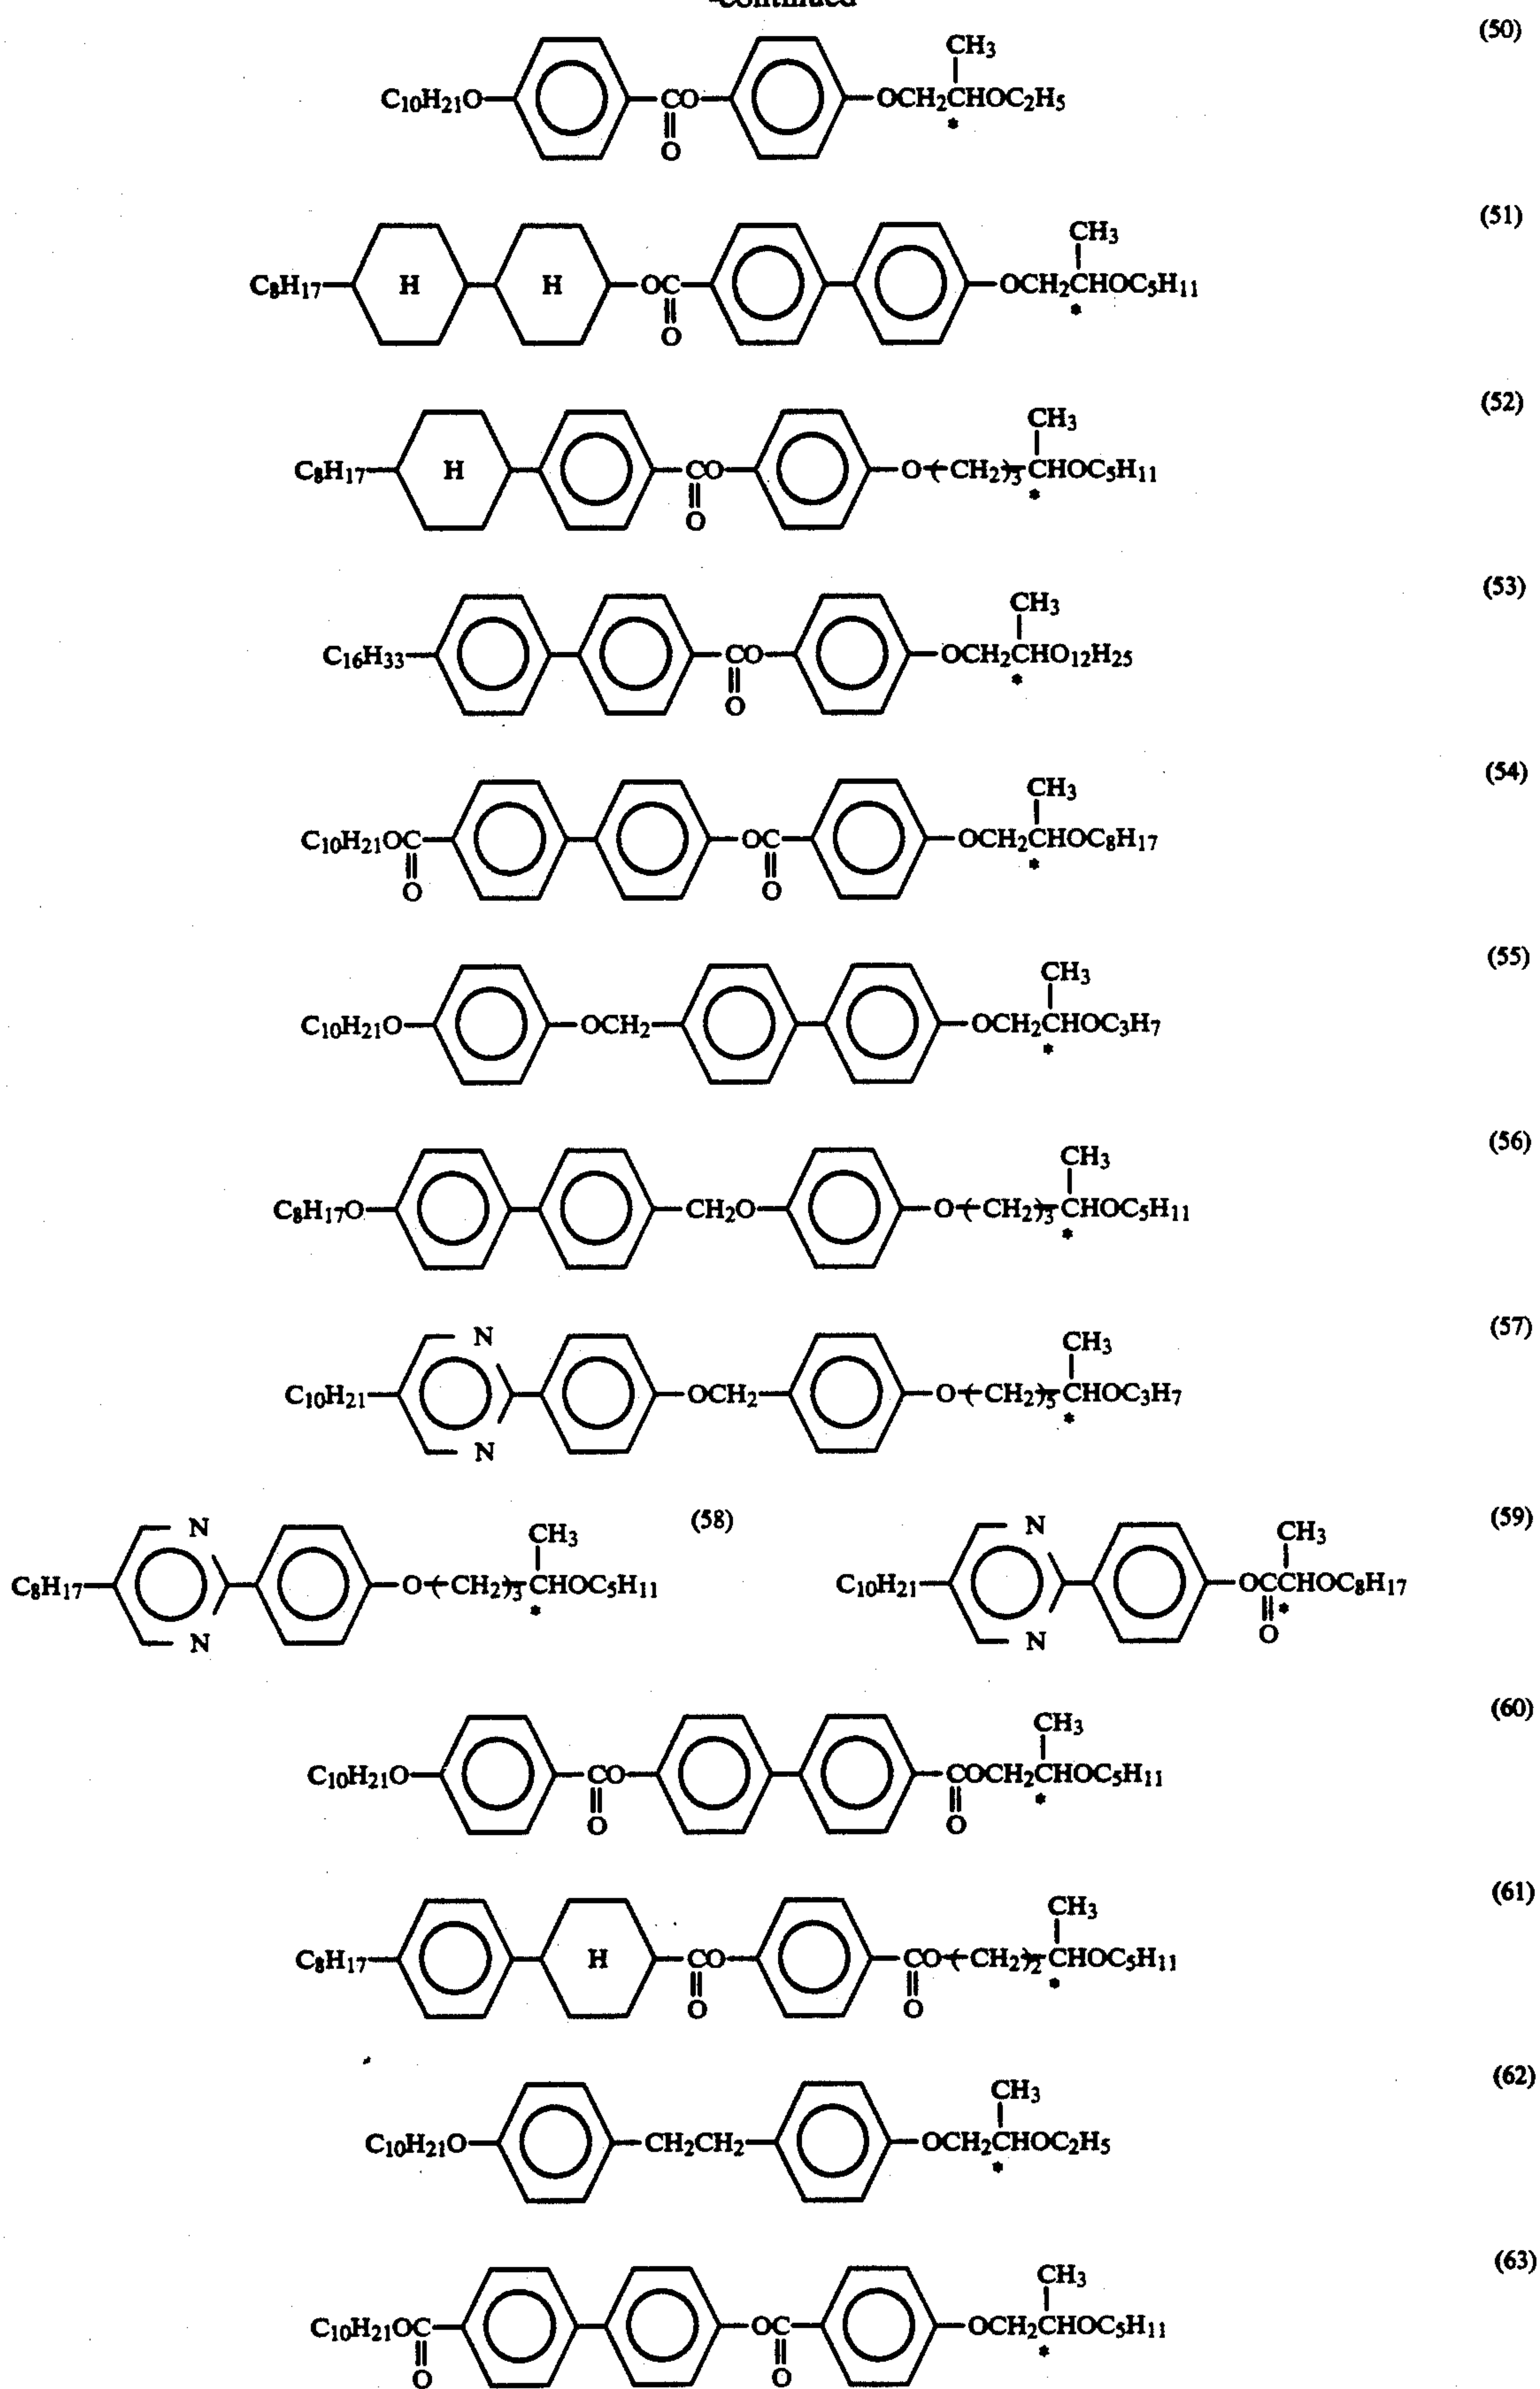 -continued
(50)
CH3
C10H21O CO OCH2CHOC2H5
O *
(51)
CH3
C8H17 H H OC OCH2CHOC5H11
O *
(52)
CH3
C8H17 H CO O(CH2)3CHOC5H11
O *
(53)
CH3
C16H33 CO OCH2CHO12H25
O *
(54)
CH3
C10H21OC OC OCH2CHOC8H17
O O *
(55)
CH3
C10H21O OCH2 OCH2CHOC3H7
*
(56)
CH3
C8H17O CH2O O(CH2)3CHOC5H11
*
(57)
N CH3
C10H21 OCH2 O(CH2)5CHOC3H7
N *
(58)
N CH3
C8H17 O(CH2)3CHOC5H11
N *
(59)
N CH3
C10H21 OCCHOC8H17
N O *
(60)
CH3
C10H21O CO COCH2CHOC5H11
O O *
(61)
CH3
C8H17 H CO CO(CH2)2CHOC5H11
O O *
(62)
CH3
C10H21O CH2CH2 OCH2CHOC2H5
*
(63)
CH3
C10H21OC OC OCH2CHOC5H11
O O *